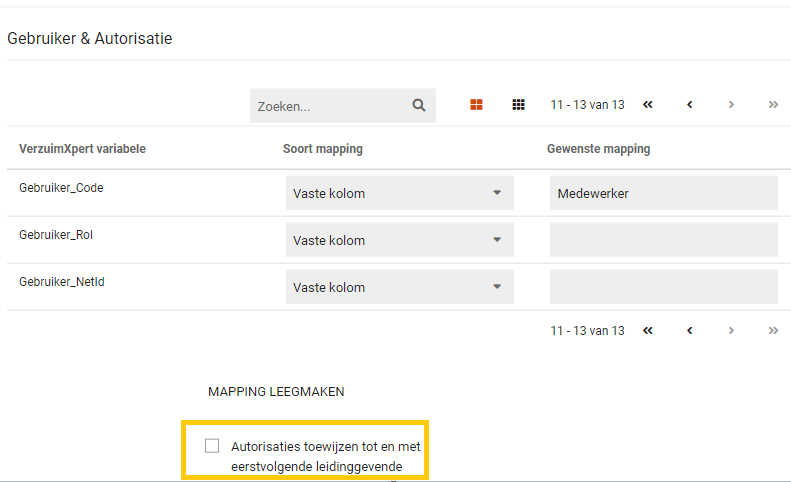 Gebruiker & Autorisatie
Zoeken...
11 - 13 van 13
VerzuimXpert variabele Soort mapping Gewenste mapping
Gebruiker_Code Vaste kolom Medewerker
Gebruiker_Rol Vaste kolom
Gebruiker_NetId Vaste kolom
11 - 13 van 13
MAPPING LEEGMAKEN
Autorisaties toewijzen tot en met
eerstvolgende leidinggevende